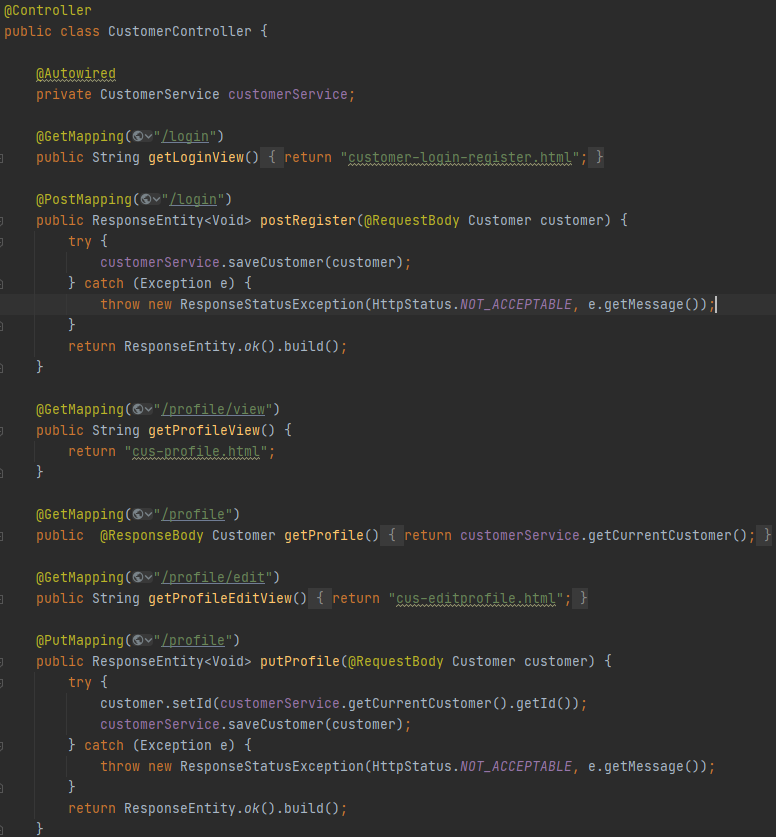 @Controller
public class CustomerController {
@Autowired
private CustomerService customerService;
@GetMapping("/login")
public String getLoginView() { return "customer-login-register.html"; }
@PostMapping("/login")
public ResponseEntity<Void> postRegister(@RequestBody Customer customer) {
try {
customerService.saveCustomer(customer);
} catch (Exception e) {
throw new ResponseStatusException(HttpStatus.NOT_ACCEPTABLE, e.getMessage());
}
return ResponseEntity.ok().build();
}
@GetMapping("/profile/view")
public String getProfileView() {
return "cus-profile.html";
}
@GetMapping("/profile")
public  @ResponseBody Customer getProfile() { return customerService.getCurrentCustomer(); }
@GetMapping("/profile/edit")
public String getProfileEditView() { return "cus-editprofile.html"; }
@PutMapping("/profile")
public ResponseEntity<Void> putProfile(@RequestBody Customer customer) {
try {
customer.setId(customerService.getCurrentCustomer().getId());
customerService.saveCustomer(customer);
} catch (Exception e) {
throw new ResponseStatusException(HttpStatus.NOT_ACCEPTABLE, e.getMessage());
}
return ResponseEntity.ok().build();
}